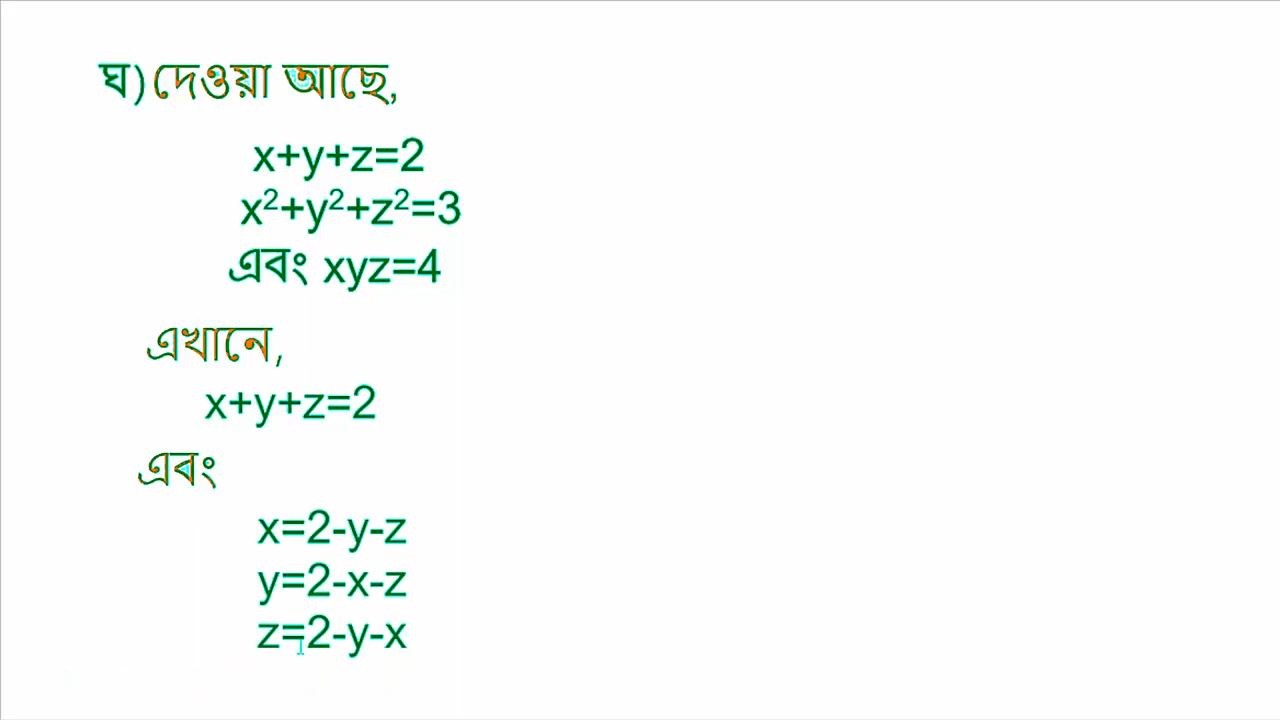 ঘ) দেওয়া আছে,
x+y+z=2
x²+y²+z²=3
এবং xyz=4
এখানে,
x+y+z=2
এবং
x=2-y-z
y=2-x-z
z=2-y-x